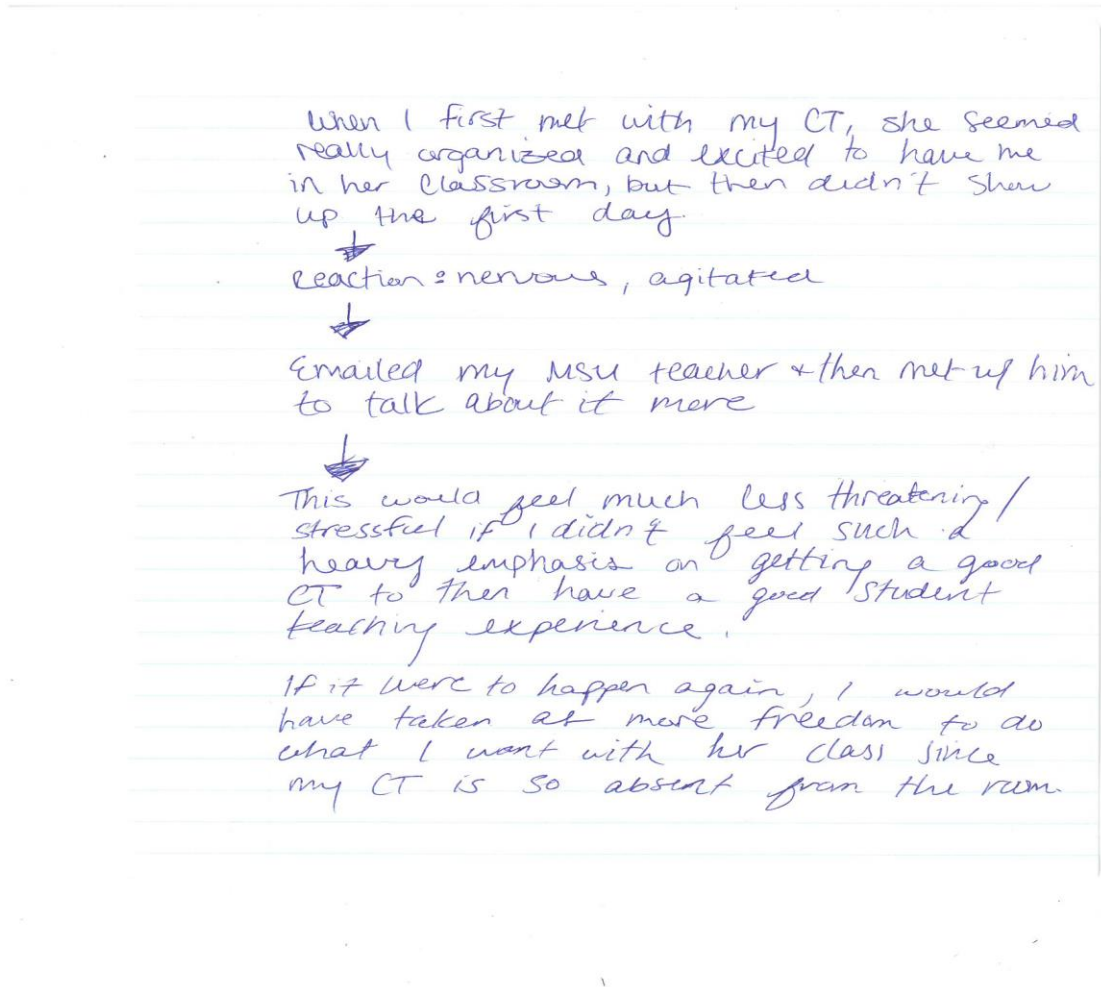 When I first met with my CT, she seemed
really organized and excited to have me
in her classroom, but then didn't show
up the first day.
Reaction: nervous, agitated
Emailed my MSU teacher + then met w/ him
to talk about it more
This would feel much less threatening/
stressful if I didn't feel such a
heavy emphasis on getting a good
CT to then have a good student
teaching experience.
If it were to happen again, I would
have taken at more freedom to do
what I want with her class since
my CT is so absent from the room.